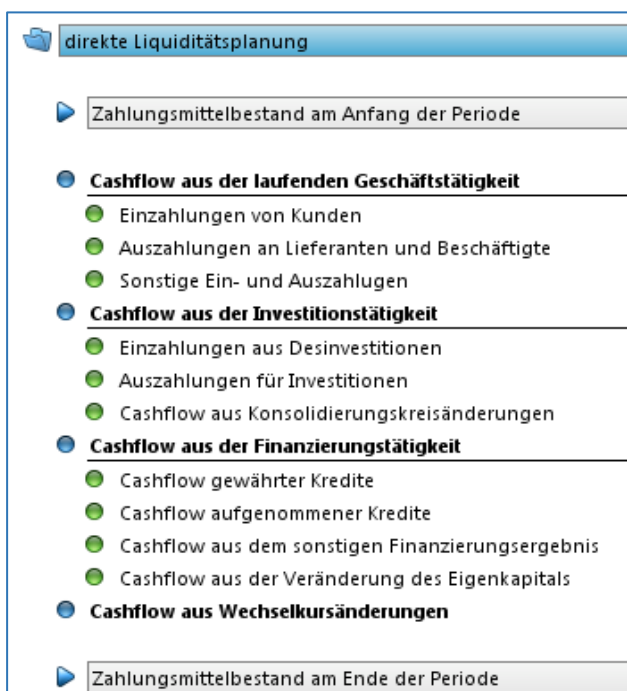 direkte Liquiditätsplanung
Zahlungsmittelbestand am Anfang der Periode
Cashflow aus der laufenden Geschäftstätigkeit
Einzahlungen von Kunden
Auszahlungen an Lieferanten und Beschäftigte
Sonstige Ein- und Auszahlugen
Cashflow aus der Investitionstätigkeit
Einzahlungen aus Desinvestitionen
Auszahlungen für Investitionen
Cashflow aus Konsolidierungskreisänderungen
Cashflow aus der Finanzierungstätigkeit
Cashflow gewährter Kredite
Cashflow aufgenommener Kredite
Cashflow aus dem sonstigen Finanzierungsergebnis
Cashflow aus der Veränderung des Eigenkapitals
Cashflow aus Wechselkursänderungen
Zahlungsmittelbestand am Ende der Periode